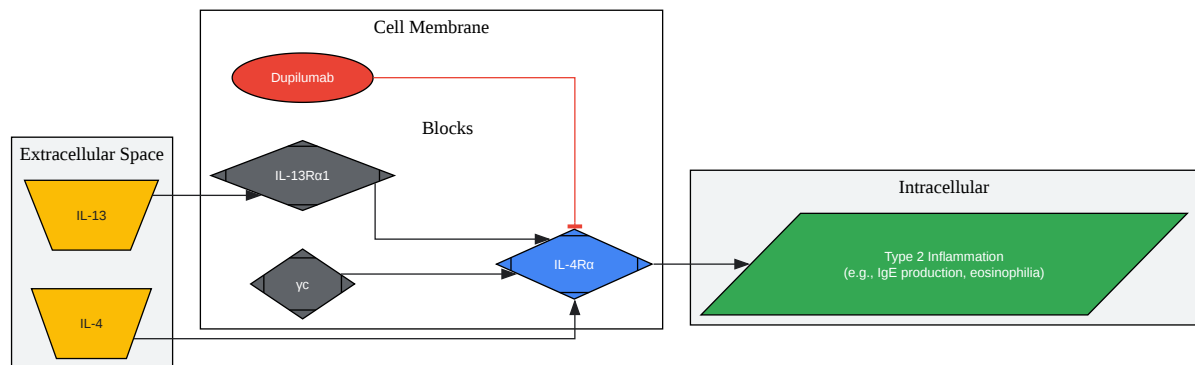 Cell Membrane
Dupilumab
Blocks
Extracellular Space
IL-13Rα1
IL-13
Intracellular
Type 2 Inflammation
(e.g., IgE production, eosinophilia)
IL-4Rα
γc
IL-4